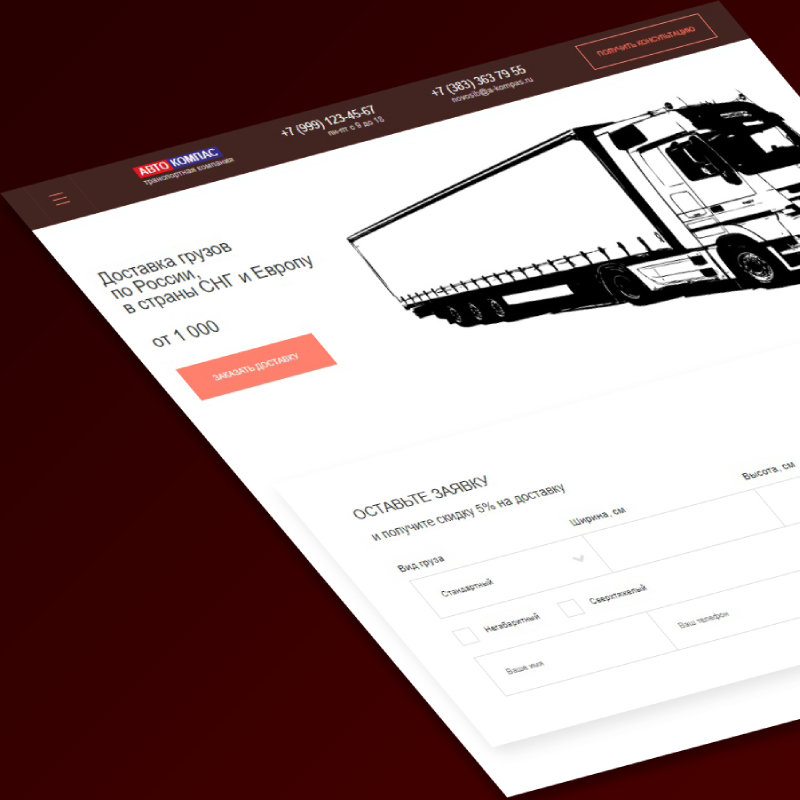 АВТО КОМПАС
транспортная компания
+7 (999) 123-45-67
пн-пт с 9 до 18
+7 (383) 363 79 55
novosib@a-kompas.ru
ПОЛУЧИТЬ КОНСУЛЬТАЦИЮ
Доставка грузов
по России,
в страны СНГ и Европу
от 1 000
ЗАКАЗАТЬ ДОСТАВКУ
ОСТАВЬТЕ ЗАЯВКУ
и получите скидку 5% на доставку
Вид груза
Ширина, см
Высота, см
Стандартный
Негабаритный
Сверхтяжелый
Ваше имя
Ваш телефон